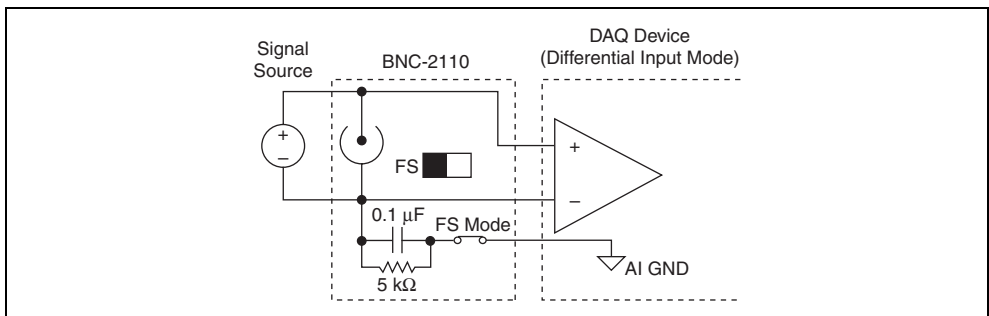 Signal
Source
BNC-2110
DAQ Device
(Differential Input Mode)
+
–
FS
+
–
0.1 μF
FS Mode
5 kΩ
AI GND